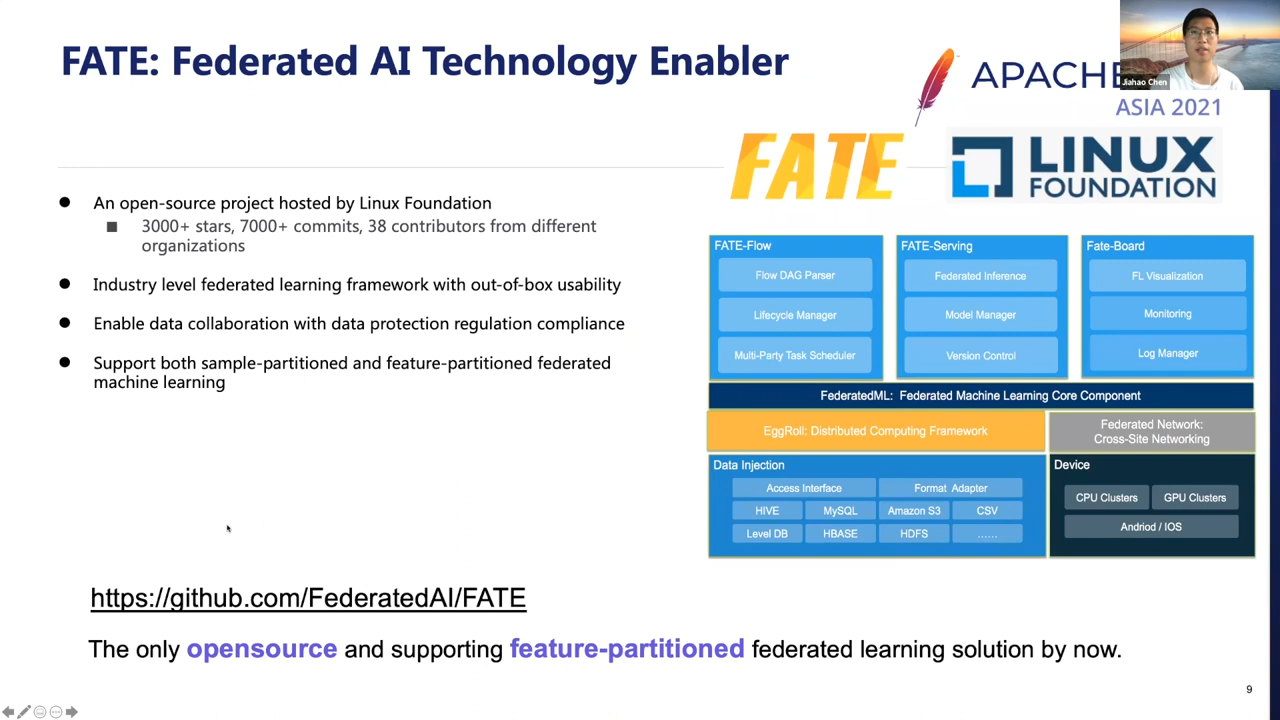 FATE: Federated AI Technology Enabler
APACHE
ASIA 2021
Jiahao Chen
FATE
LINUX
FOUNDATION
● An open-source project hosted by Linux Foundation
■ 3000+ stars, 7000+ commits, 38 contributors from different
organizations
● Industry level federated learning framework with out-of-box usability
● Enable data collaboration with data protection regulation compliance
● Support both sample-partitioned and feature-partitioned federated
machine learning
FATE-Flow
Flow DAG Parser
Lifecycle Manager
Multi-Party Task Scheduler
FATE-Serving
Federated Inference
Model Manager
Version Control
Fate-Board
FL Visualization
Monitoring
Log Manager
FederatedML: Federated Machine Learning Core Component
EggRoll: Distributed Computing Framework
Federated Network:
Cross-Site Networking
Data Injection
Access Interface
Format Adapter
HIVE
MySQL
Amazon S3
CSV
Level DB
HBASE
HDFS
......
Device
CPU Clusters
GPU Clusters
Andriod / IOS
https://github.com/FederatedAI/FATE
The only opensource and supporting feature-partitioned federated learning solution by now.
9